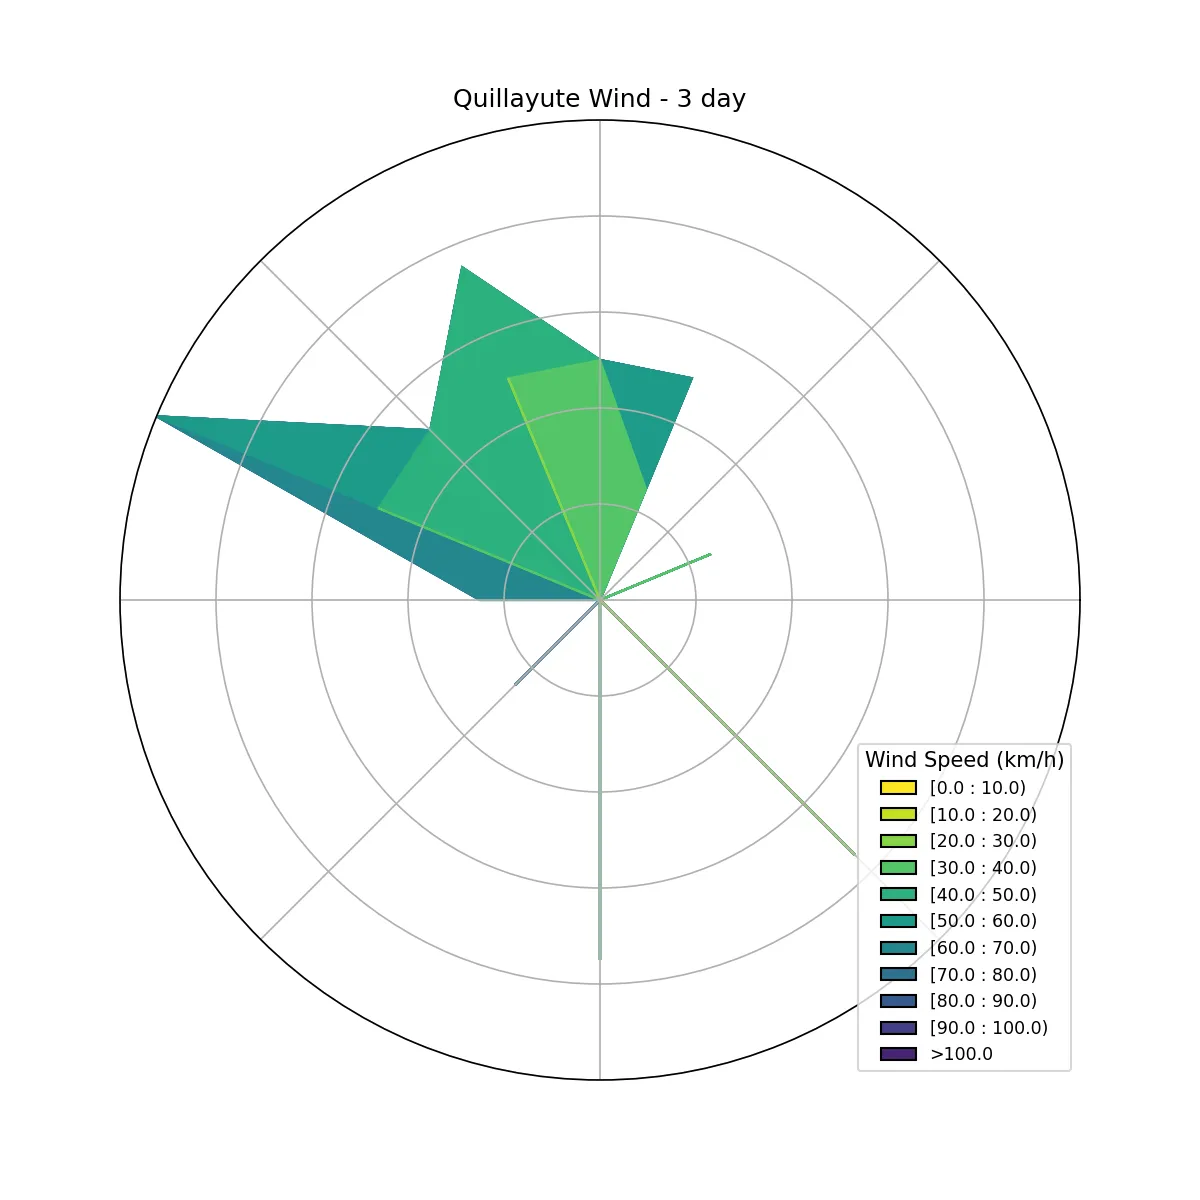 Quillayute Wind - 3 day
Wind Speed (km/h)
[0.0 : 10.0)
[10.0 : 20.0)
[20.0 : 30.0)
[30.0 : 40.0)
[40.0 : 50.0)
[50.0 : 60.0)
[60.0 : 70.0)
[70.0 : 80.0)
[80.0 : 90.0)
[90.0 : 100.0)
>100.0